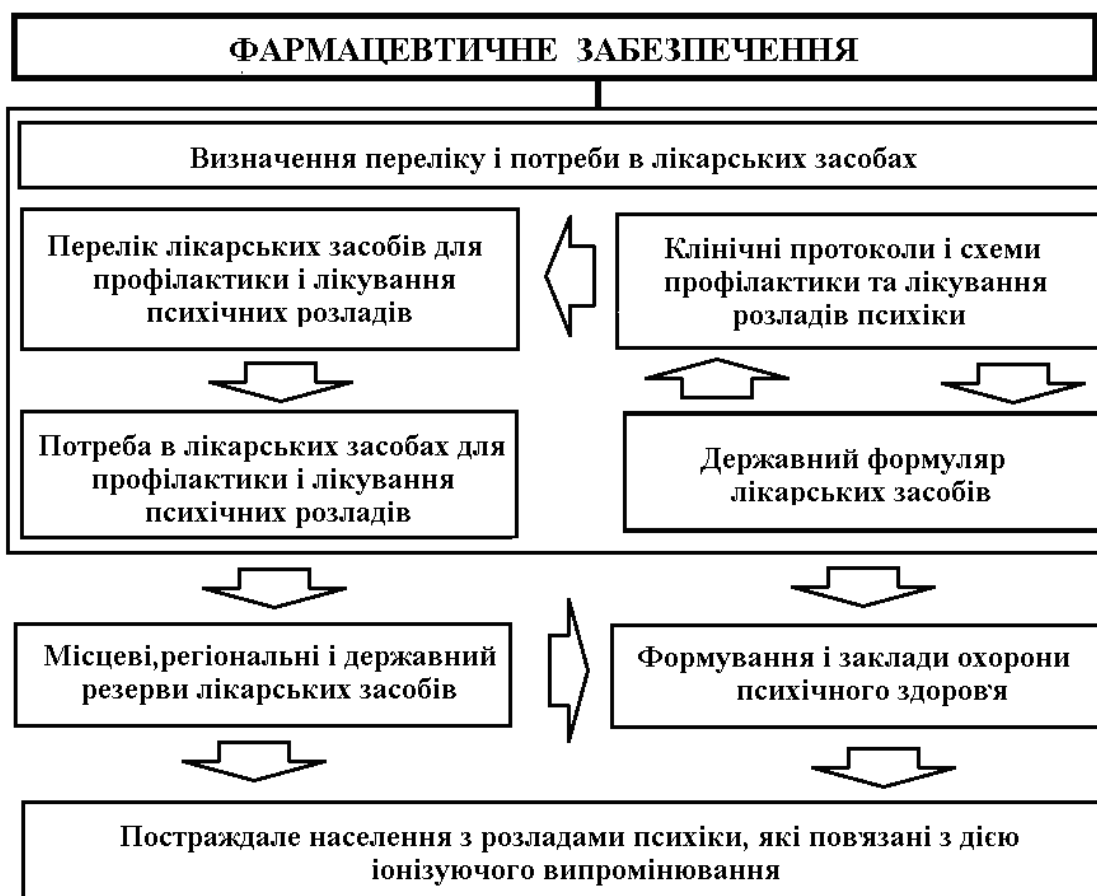 ФАРМАЦЕВТИЧНЕ ЗАБЕЗПЕЧЕННЯ
Визначення переліку і потреби в лікарських засобах
Перелік лікарських засобів для
профілактики і лікування
психічних розладів
Клінічні протоколи і схеми
профілактики та лікування
розладів психіки
Потреба в лікарських засобах для
профілактики і лікування
психічних розладів
Державний формуляр
лікарських засобів
Місцеві,регіональні і державний
резерви лікарських засобів
Формування і заклади охорони
психічного здоров'я
Постраждале населення з розладами психіки, які пов'язані з дією
іонізуючого випромінювання